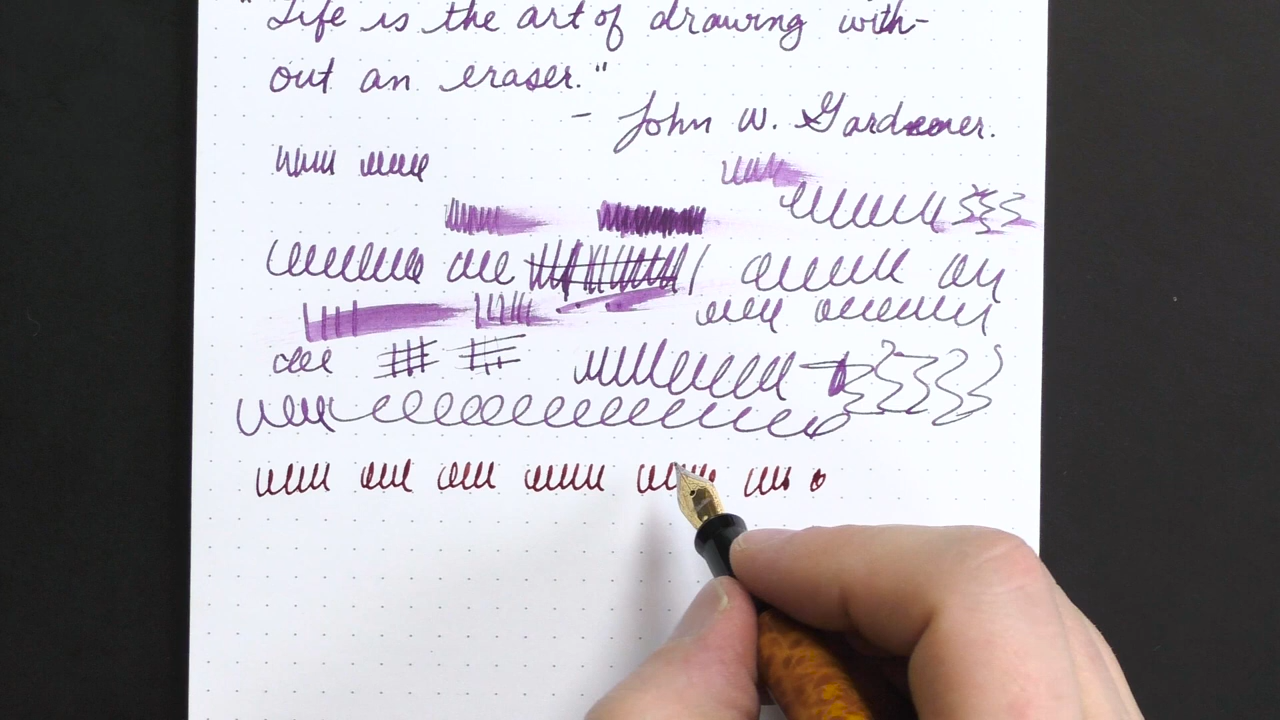 "Life is the art of drawing with-
out an eraser."
- John W. Gardener.